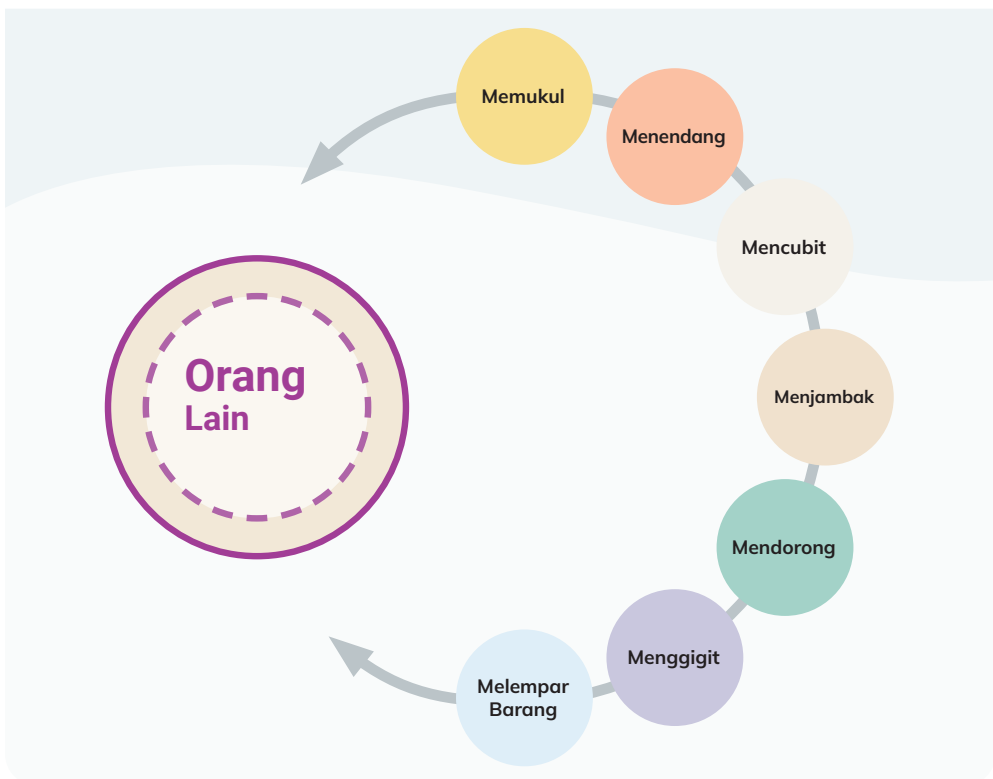 Memukul
Menendang
Mencubit
Menjambak
Mendorong
Menggigit
Melempar
Barang
Orang
Lain